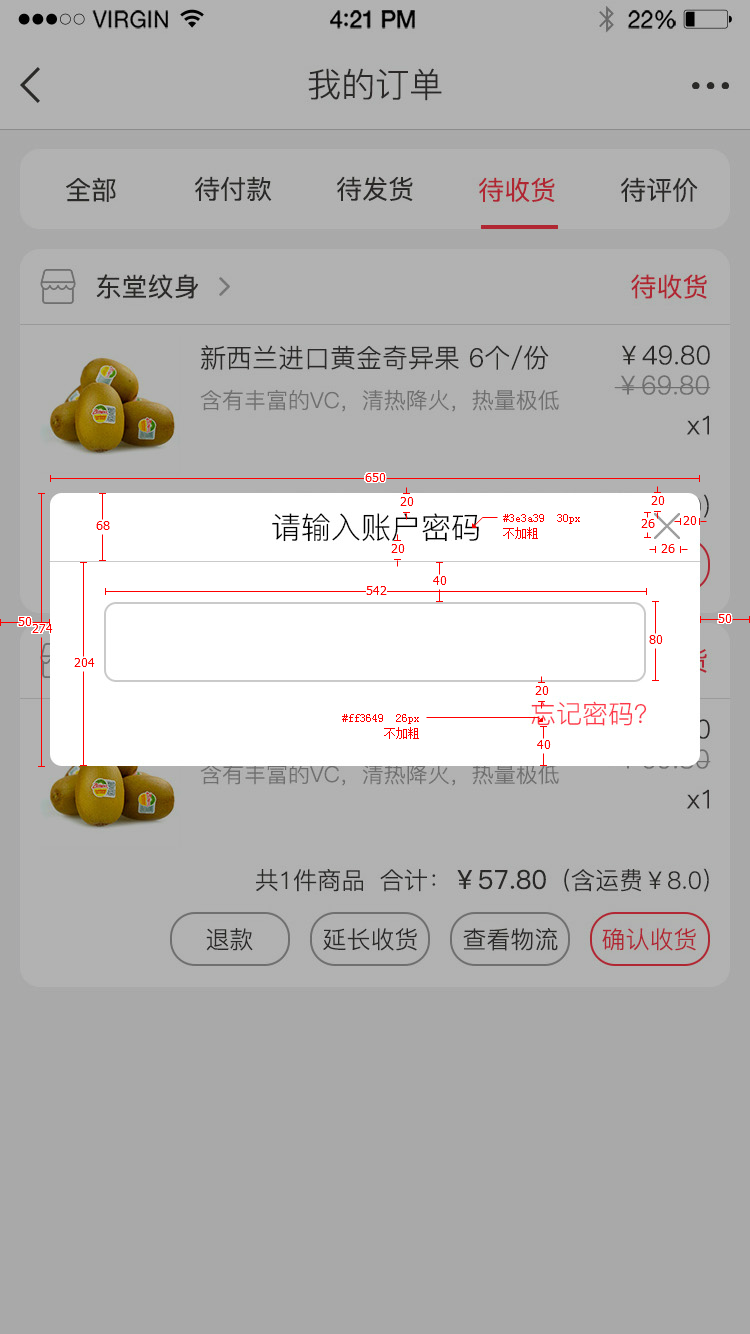 VIRGIN 4:21 PM 22%
我的订单
全部 待付款 待发货 待收货 待评价
东堂纹身 待收货
新西兰进口黄金奇异果 6个/份 ￥49.80
含有丰富的VC，清热降火，热量极低 ￥69.80
x1
650
20
20
)
请输入账户密码
#3e3a39 30px
不加粗
68
26
20
20
26
40
542
50
274
50
80
204
20
忘记密码？
#ff3649 26px
不加粗
40
含有丰富的VC，清热降火，热量极低
x1
共1件商品 合计：￥57.80（含运费￥8.0)
退款 延长收货 查看物流 确认收货